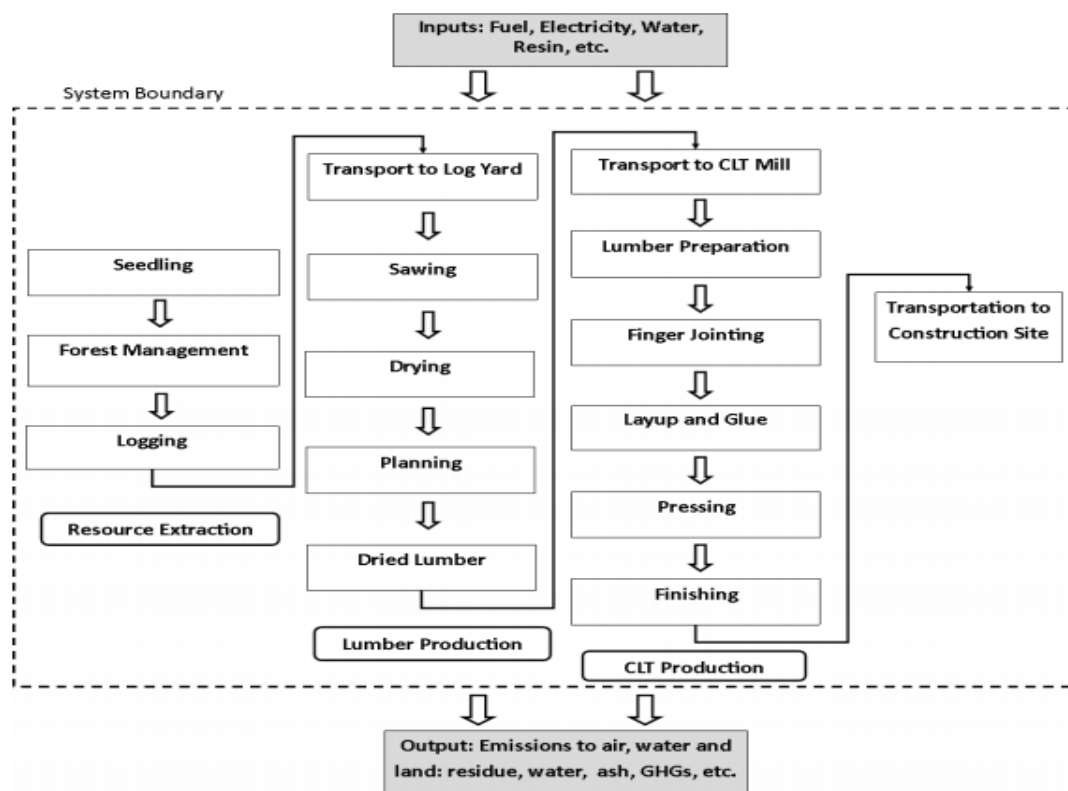 Inputs: Fuel, Electricity, Water,
Resin, etc.
System Boundary
Seedling
Forest Management
Logging
Resource Extraction
Transport to Log Yard
Sawing
Drying
Planning
Dried Lumber
Lumber Production
Transport to CLT Mill
Lumber Preparation
Finger Jointing
Layup and Glue
Pressing
Finishing
CLT Production
Transportation to
Construction Site
Output: Emissions to air, water and
land: residue, water, ash, GHGs, etc.